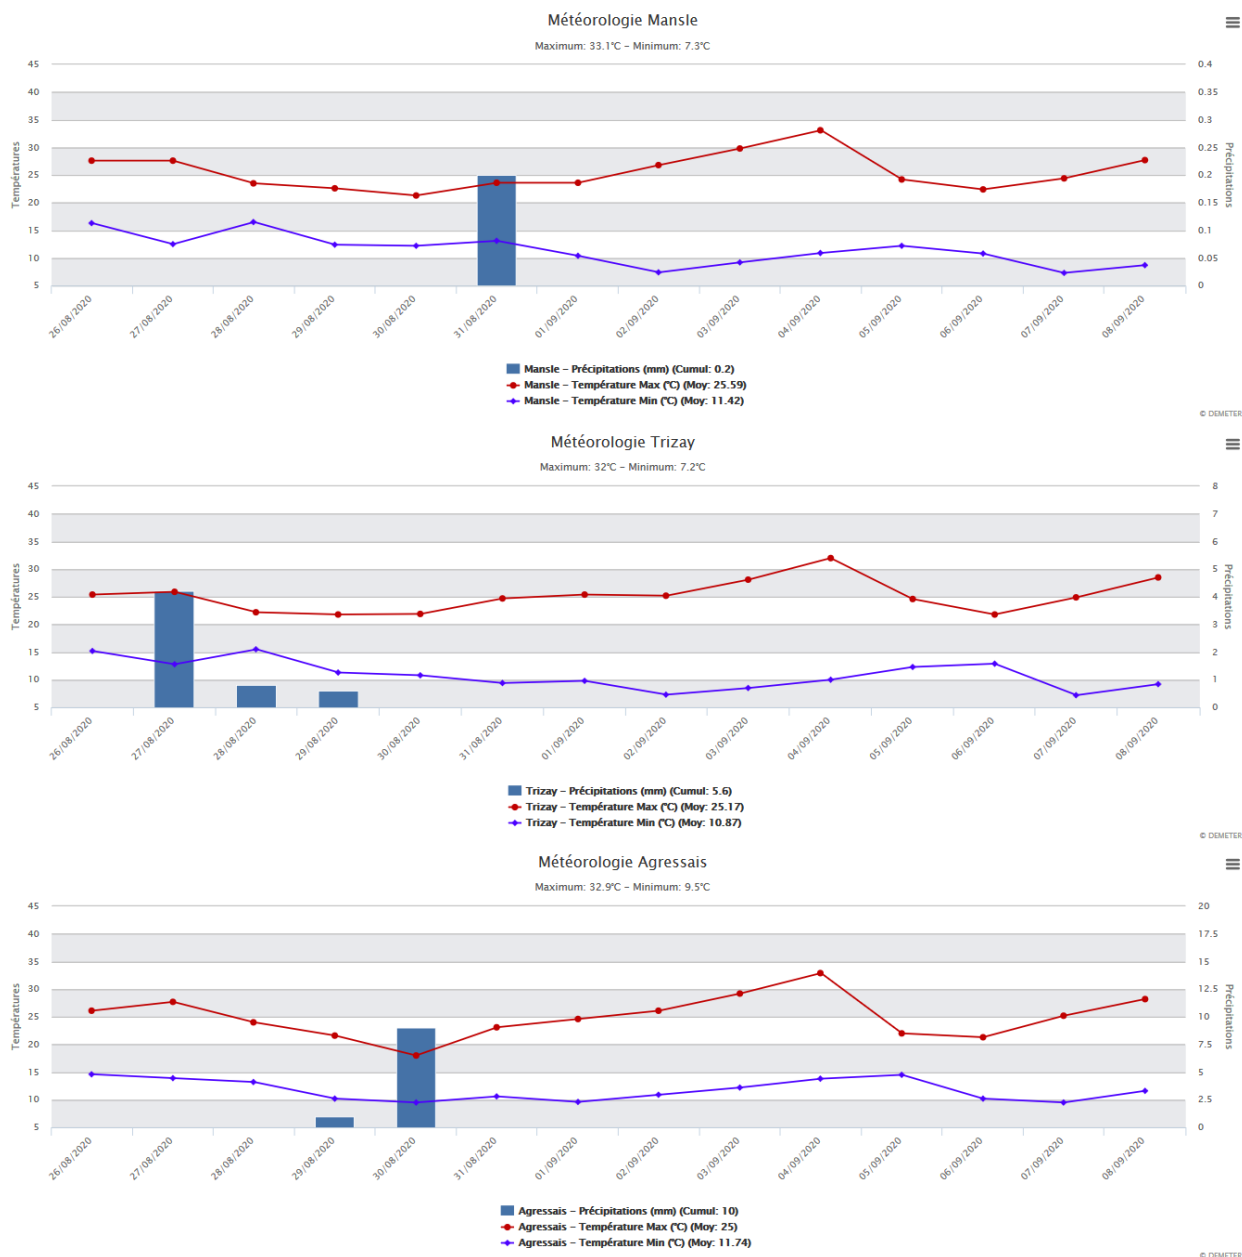 Météorologie Mansle
Maximum: 33.1°C – Minimum: 7.3°C
Températures
45
40
35
30
25
20
15
10
5
Précipitations
0.4
0.35
0.3
0.25
0.2
0.15
0.1
0.05
0
26/08/2020 27/08/2020 28/08/2020 29/08/2020 30/08/2020 31/08/2020 01/09/2020 02/09/2020 03/09/2020 04/09/2020 05/09/2020 06/09/2020 07/09/2020 08/09/2020
Mansle – Précipitations (mm) (Cumul: 0.2)
Mansle – Température Max (°C) (Moy: 25.59)
Mansle – Température Min (°C) (Moy: 11.42)
© DEMETER
Météorologie Trizay
Maximum: 32°C – Minimum: 7.2°C
Températures
45
40
35
30
25
20
15
10
5
Précipitations
8
7
6
5
4
3
2
1
0
26/08/2020 27/08/2020 28/08/2020 29/08/2020 30/08/2020 31/08/2020 01/09/2020 02/09/2020 03/09/2020 04/09/2020 05/09/2020 06/09/2020 07/09/2020 08/09/2020
Trizay – Précipitations (mm) (Cumul: 5.6)
Trizay – Température Max (°C) (Moy: 25.17)
Trizay – Température Min (°C) (Moy: 10.87)
© DEMETER
Météorologie Agressais
Maximum: 32.9°C – Minimum: 9.5°C
Températures
45
40
35
30
25
20
15
10
5
Précipitations
20
17.5
15
12.5
10
7.5
5
2.5
0
26/08/2020 27/08/2020 28/08/2020 29/08/2020 30/08/2020 31/08/2020 01/09/2020 02/09/2020 03/09/2020 04/09/2020 05/09/2020 06/09/2020 07/09/2020 08/09/2020
Agressais – Précipitations (mm) (Cumul: 10)
Agressais – Température Max (°C) (Moy: 25)
Agressais – Température Min (°C) (Moy: 11.74)
© DEMETER